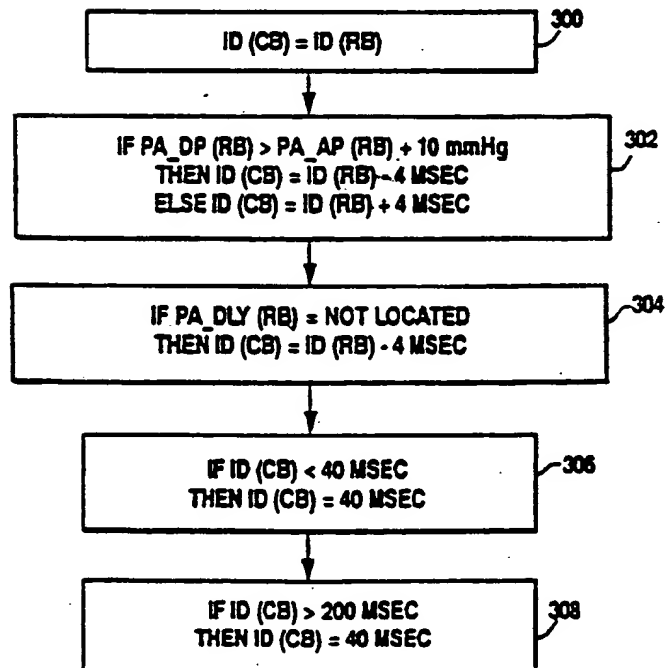 ID (CB) = ID (RB)
300
IF PA_DP (RB) > PA_AP (RB) + 10 mmHg
THEN ID (CB) = ID (RB) - 4 MSEC
ELSE ID (CB) = ID (RB) + 4 MSEC
302
IF PA_DLY (RB) = NOT LOCATED
THEN ID (CB) = ID (RB) - 4 MSEC
304
IF ID (CB) < 40 MSEC
THEN ID (CB) = 40 MSEC
306
IF ID (CB) > 200 MSEC
THEN ID (CB) = 40 MSEC
308